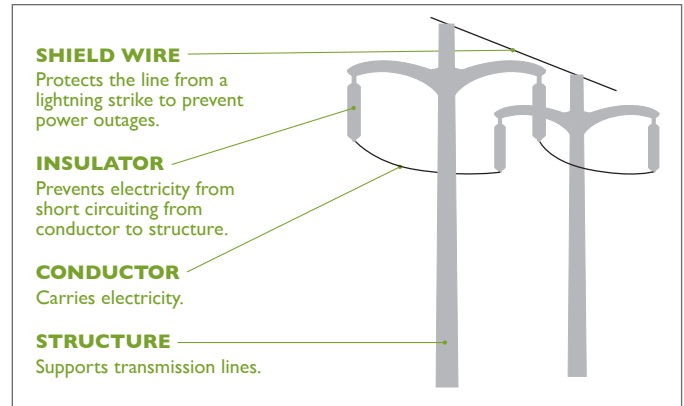 SHIELD WIRE
Protects the line from a
lightning strike to prevent
power outages.
INSULATOR
Prevents electricity from
short circuiting from
conductor to structure.
CONDUCTOR
Carries electricity.
STRUCTURE
Supports transmission lines.